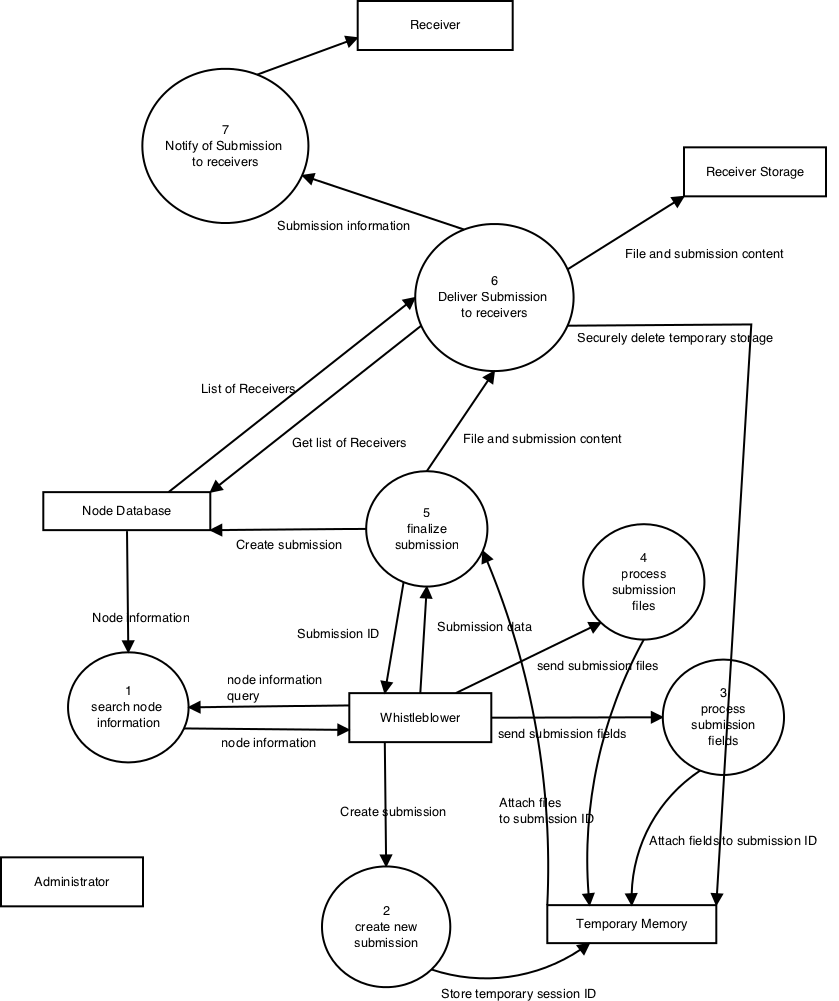 Receiver
7
Notify of Submission
to receivers
Receiver Storage
Submission information
File and submission content
6
Deliver Submission
to receivers
Securely delete temporary storage
List of Receivers
Get list of Receivers
File and submission content
Node Database
5
finalize
submission
Create submission
4
process
submission
files
Node information
Submission ID
Submission data
send submission files
1
search node
information
node information
query
node information
Whistleblower
send submission fields
3
process
submission
fields
Create submission
Attach files
to submission ID
Attach fields to submission ID
Administrator
2
create new
submission
Temporary Memory
Store temporary session ID